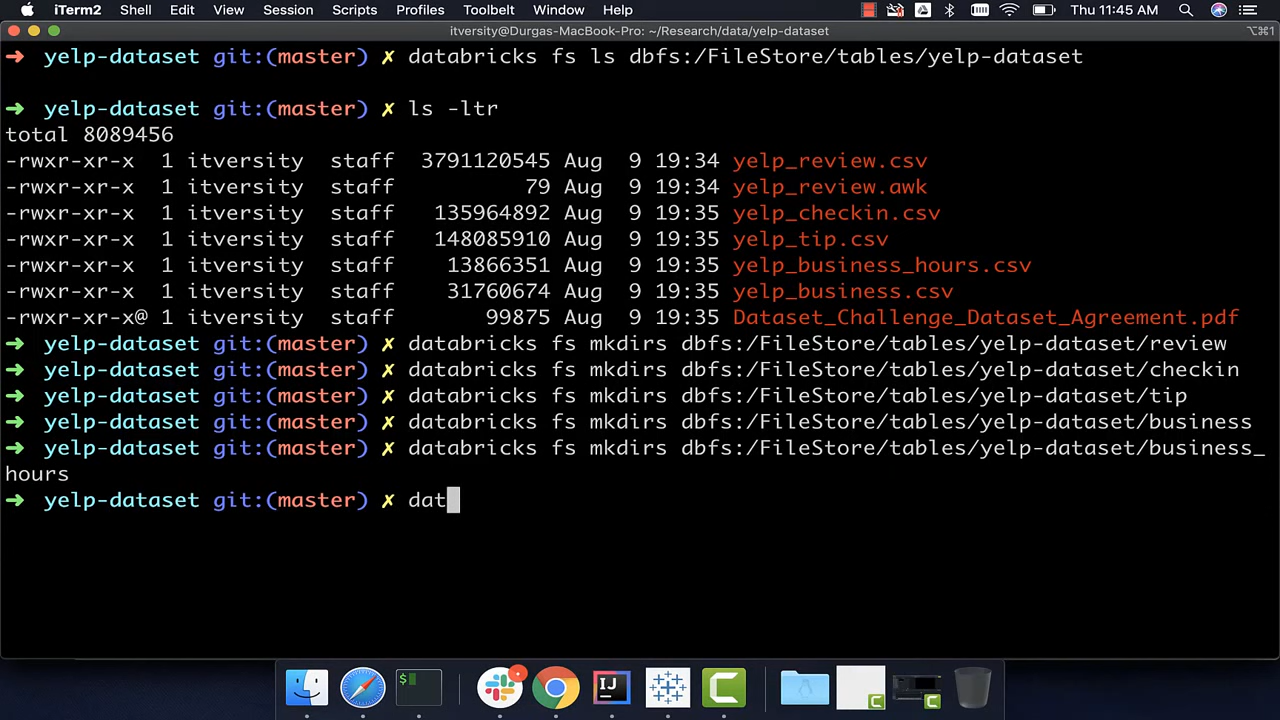 iTerm2 Shell Edit View Session Scripts Profiles Toolbelt Window Help Thu 11:45 AM
itversity@Durgas-MacBook-Pro: ~/Research/data/yelp-dataset ⌥⌘1
➜ yelp-dataset git:(master) ✗ databricks fs ls dbfs:/FileStore/tables/yelp-dataset
➜ yelp-dataset git:(master) ✗ ls -ltr
total 8089456
-rwxr-xr-x 1 itversity staff 3791120545 Aug 9 19:34 yelp_review.csv
-rwxr-xr-x 1 itversity staff 79 Aug 9 19:34 yelp_review.awk
-rwxr-xr-x 1 itversity staff 135964892 Aug 9 19:35 yelp_checkin.csv
-rwxr-xr-x 1 itversity staff 148085910 Aug 9 19:35 yelp_tip.csv
-rwxr-xr-x 1 itversity staff 13866351 Aug 9 19:35 yelp_business_hours.csv
-rwxr-xr-x 1 itversity staff 31760674 Aug 9 19:35 yelp_business.csv
-rwxr-xr-x@ 1 itversity staff 99875 Aug 9 19:35 Dataset_Challenge_Dataset_Agreement.pdf
➜ yelp-dataset git:(master) ✗ databricks fs mkdirs dbfs:/FileStore/tables/yelp-dataset/review
➜ yelp-dataset git:(master) ✗ databricks fs mkdirs dbfs:/FileStore/tables/yelp-dataset/checkin
➜ yelp-dataset git:(master) ✗ databricks fs mkdirs dbfs:/FileStore/tables/yelp-dataset/tip
➜ yelp-dataset git:(master) ✗ databricks fs mkdirs dbfs:/FileStore/tables/yelp-dataset/business
➜ yelp-dataset git:(master) ✗ databricks fs mkdirs dbfs:/FileStore/tables/yelp-dataset/business_
hours
➜ yelp-dataset git:(master) ✗ dat
$ IJ C